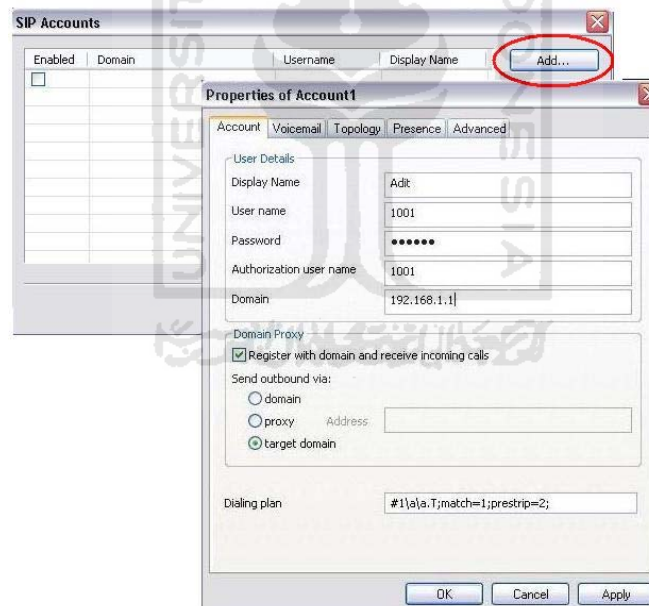 SIP Accounts
Enabled Domain Username Display Name Add...
Properties of Account1
Account Voicemail Topology Presence Advanced
User Details
Display Name Adit
User name 1001
Password ●●●●●●
Authorization user name 1001
Domain 192.168.1.1
Domain Proxy
Register with domain and receive incoming calls
Send outbound via:
domain
proxy Address
target domain
Dialing plan #1\a\a.T;match=1;prestrip=2;
OK Cancel Apply